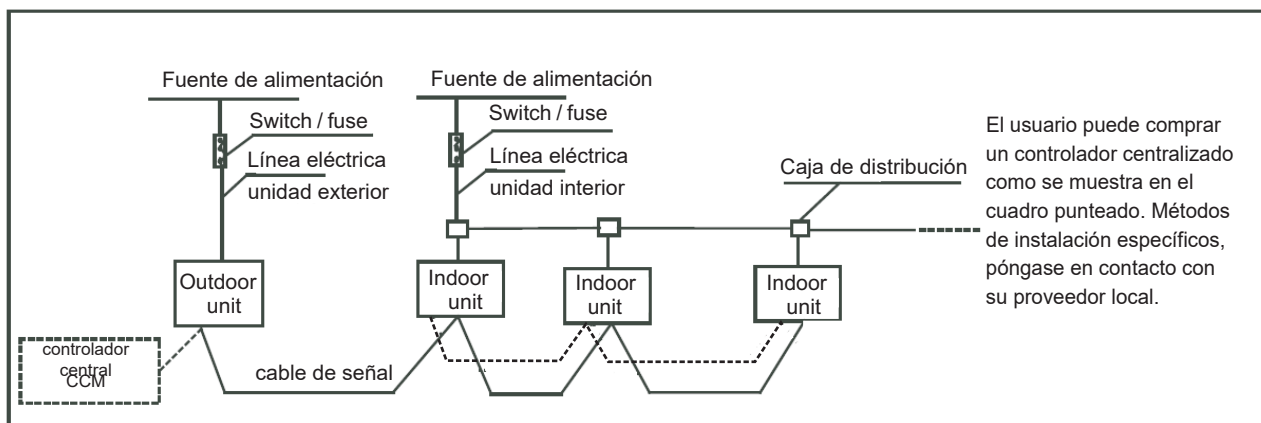 Fuente de alimentación
Switch / fuse
Línea eléctrica
unidad exterior
Outdoor
unit
controlador
central
CCM
cable de señal
Fuente de alimentación
Switch / fuse
Línea eléctrica
unidad interior
Indoor
unit
Indoor
unit
Caja de distribución
Indoor
unit
El usuario puede comprar
un controlador centralizado
como se muestra en el
cuadro punteado. Métodos
de instalación específicos,
póngase en contacto con
su proveedor local.